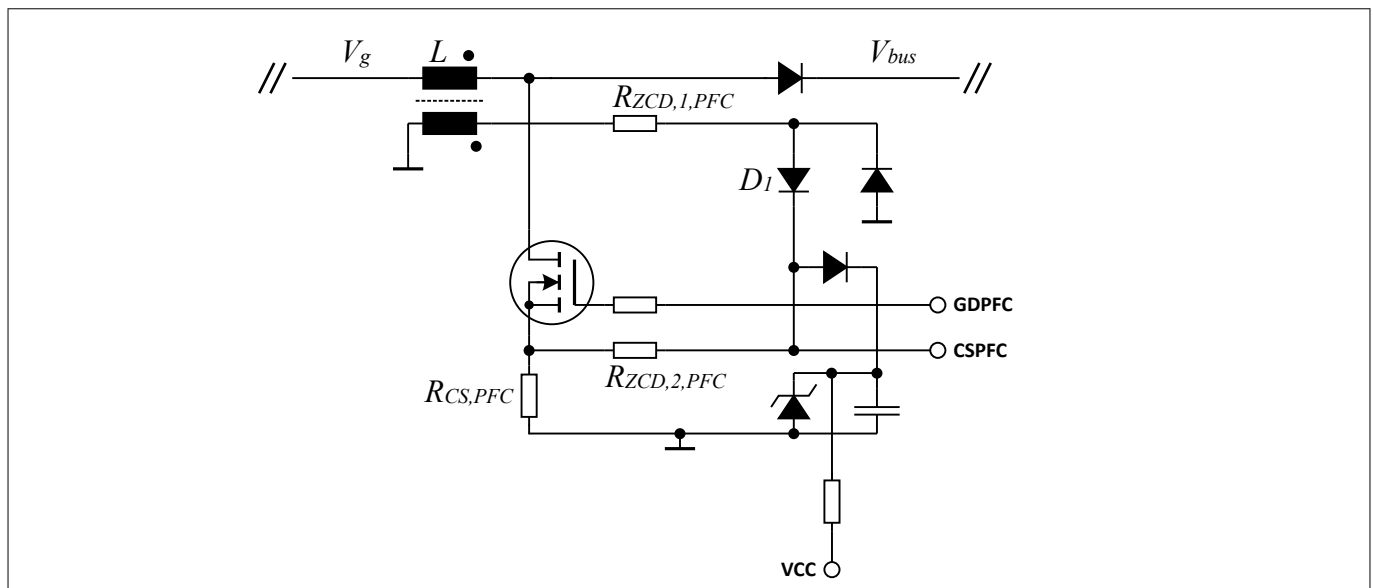 Vg
L
Vbus
RZCD,1,PFC
D1
GDPFC
CSPFC
RZCD,2,PFC
RCS,PFC
VCC